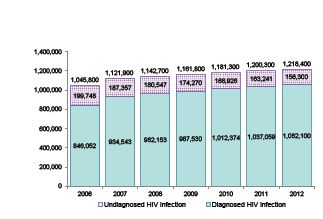 1,400,000
1,200,000
1,000,000
800,000
600,000
400,000
200,000
0
1,045,800 1,121,900 1,142,700 1,161,800 1,181,300 1,200,300 1,218,400
199,748 187,357 180,547 174,270 168,926 163,241 156,300
846,052 934,543 962,153 987,530 1,012,374 1,037,059 1,062,100
2006 2007 2008 2009 2010 2011 2012
Undiagnosed HIV Infection Diagnosed HIV Infection